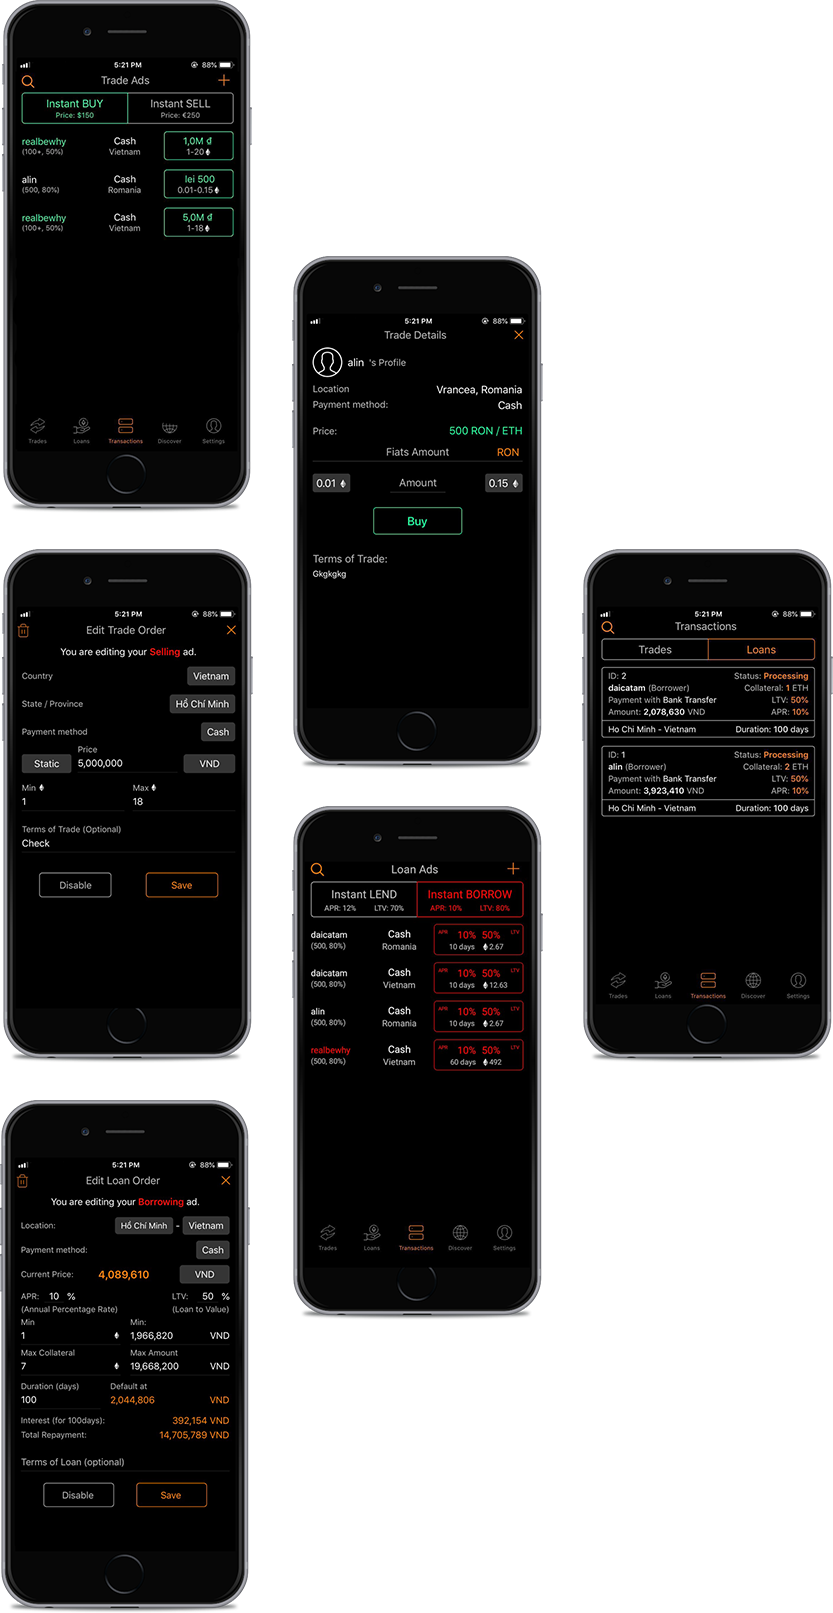 5:21 PM 88%
Trade Ads
Instant BUY Instant SELL
Price: $150 Price: €250
realbewhy Cash 1,0M ₫
(100+, 50%) Vietnam 1-20
alin Cash lei 500
(500, 80%) Romania 0.01-0.15
realbewhy Cash 5,0M ₫
(100+, 50%) Vietnam 1-18
Trades Loans Transactions Discover Settings
5:21 PM 88%
Trade Details
alin 's Profile
Location Vrancea, Romania
Payment method: Cash
Price: 500 RON / ETH
Fiats Amount RON
0.01 Amount 0.15
Buy
Terms of Trade:
Gkgkgkg
5:21 PM 88%
Edit Trade Order
You are editing your Selling ad.
Country Vietnam
State / Province Hồ Chí Minh
Payment method Cash
Price
Static 5,000,000 VND
Min Max
1 18
Terms of Trade (Optional)
Check
Disable Save
5:21 PM 88%
Transactions
Trades Loans
ID: 2 Status: Processing
daicatam (Borrower) Collateral: 1 ETH
Payment with Bank Transfer LTV: 50%
Amount: 2,078,630 VND APR: 10%
Ho Chi Minh - Vietnam Duration: 100 days
ID: 1 Status: Processing
alin (Borrower) Collateral: 2 ETH
Payment with Bank Transfer LTV: 50%
Amount: 3,923,410 VND APR: 10%
Ho Chi Minh - Vietnam Duration: 100 days
Trades Loans Transactions Discover Settings
5:21 PM 88%
Loan Ads
Instant LEND Instant BORROW
APR: 12% LTV: 70% APR: 10% LTV: 80%
daicatam Cash APR 10% 50% LTV
(500, 80%) Romania 10 days 2.67
daicatam Cash APR 10% 50% LTV
(500, 80%) Vietnam 10 days 12.63
alin Cash APR 10% 50% LTV
(500, 80%) Romania 10 days 2.67
realbewhy Cash APR 10% 50% LTV
(500, 80%) Vietnam 60 days 492
Trades Loans Transactions Discover Settings
5:21 PM 88%
Edit Loan Order
You are editing your Borrowing ad.
Location: Hồ Chí Minh - Vietnam
Payment method: Cash
Current Price: 4,089,610 VND
APR: 10 % LTV: 50 %
(Annual Percentage Rate) (Loan to Value)
Min Min:
1 1,966,820 VND
Max Collateral Max Amount
7 19,668,200 VND
Duration (days) Default at
100 2,044,806 VND
Interest (for 100days): 392,154 VND
Total Repayment: 14,705,789 VND
Terms of Loan (optional)
Disable Save